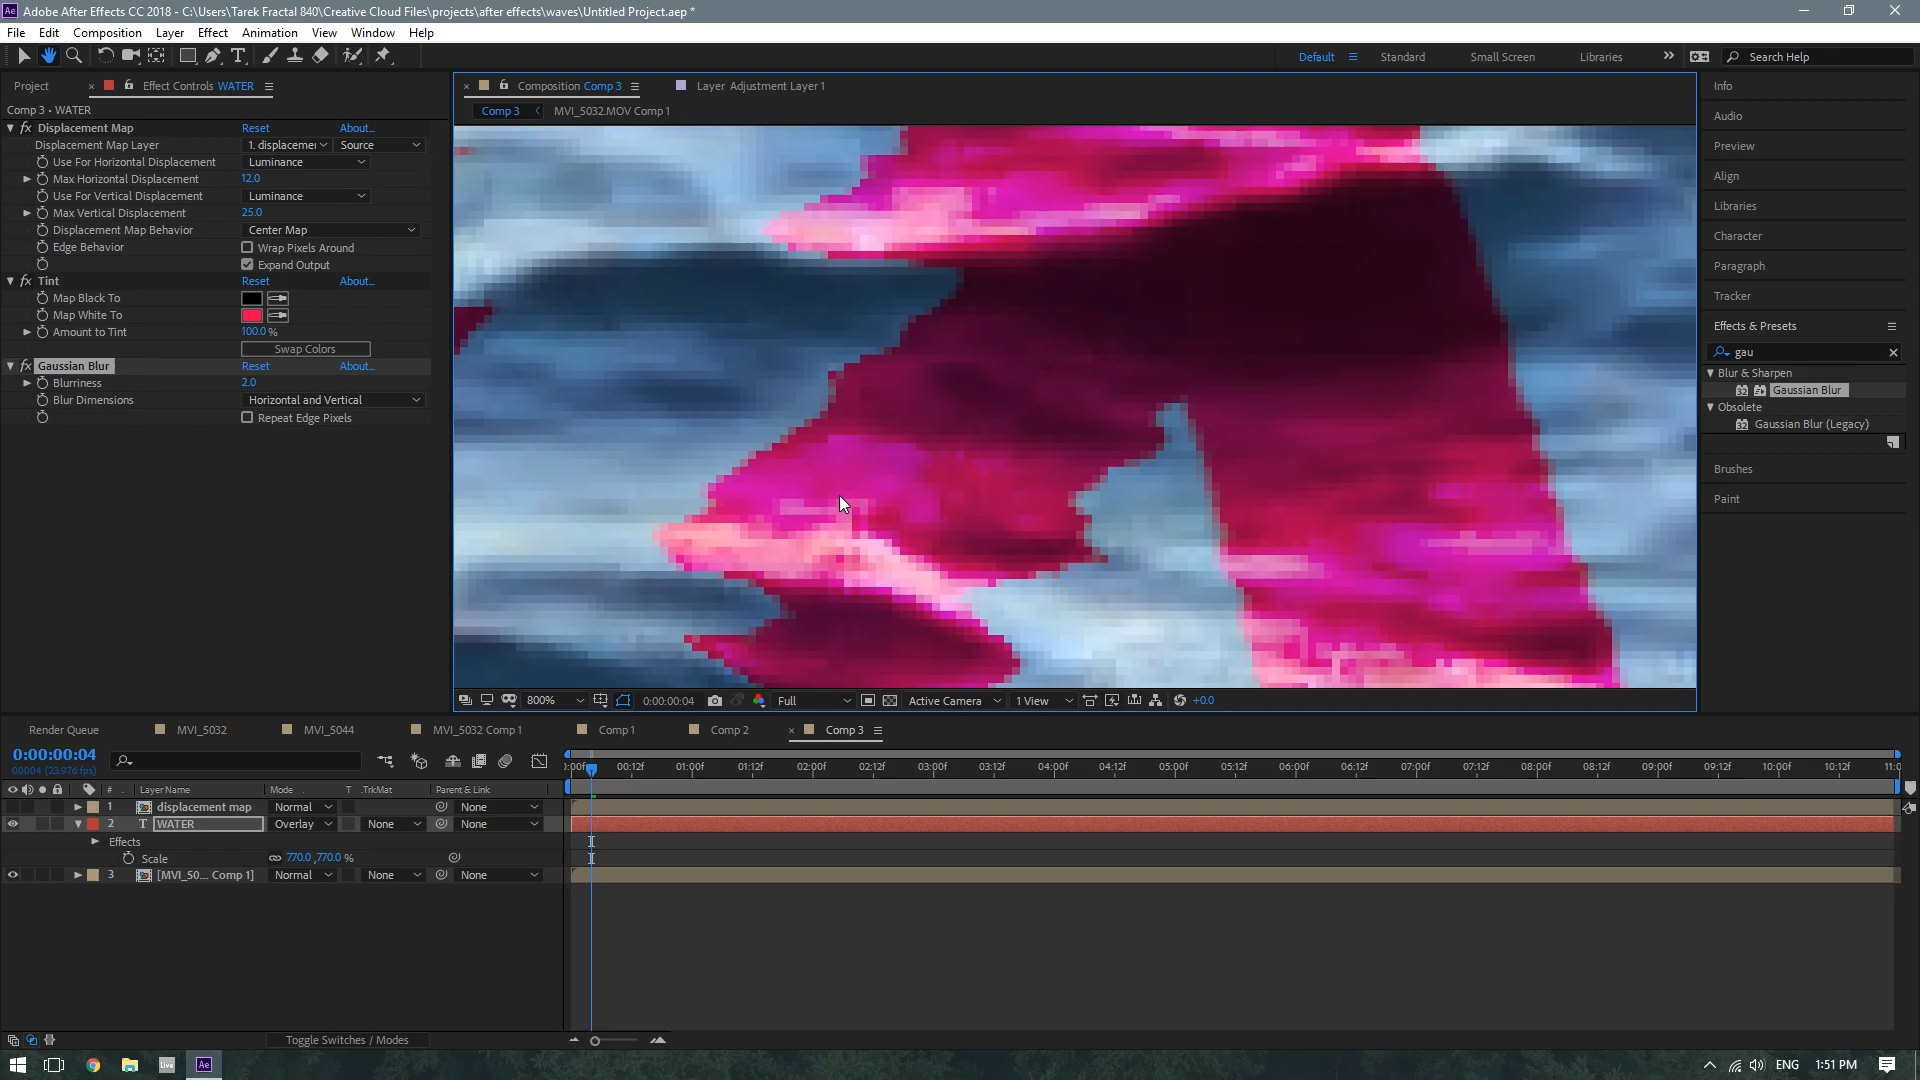 Adobe After Effects CC 2018 - C:\Users\Tarek Fractal 840\Creative Cloud Files\projects\after effects\waves\Untitled Project.aep *
File Edit Composition Layer Effect Animation View Window Help
Default Standard Small Screen Libraries Search Help
Project Effect Controls WATER
Composition Comp 3 Layer Adjustment Layer 1
Comp 3 • WATER
Comp 3 MVI_5032.MOV Comp 1
fx Displacement Map Reset About...
Displacement Map Layer 1. displacemen Source
Use For Horizontal Displacement Luminance
Max Horizontal Displacement 12.0
Use For Vertical Displacement Luminance
Max Vertical Displacement 25.0
Displacement Map Behavior Center Map
Edge Behavior Wrap Pixels Around
Expand Output
fx Tint Reset About...
Map Black To
Map White To
Amount to Tint 100.0 %
Swap Colors
fx Gaussian Blur Reset About...
Blurriness 2.0
Blur Dimensions Horizontal and Vertical
Repeat Edge Pixels
Info
Audio
Preview
Align
Libraries
Character
Paragraph
Tracker
Effects & Presets
gau
Blur & Sharpen
32 Gaussian Blur
Obsolete
32 Gaussian Blur (Legacy)
Brushes
Paint
800% 0:00:00:04 Full Active Camera 1 View +0.0
Render Queue MVI_5032 MVI_5044 MVI_5032 Comp 1 Comp 1 Comp 2 Comp 3
0:00:00:04
00004 (23.976 fps)
00:12f 01:00f 01:12f 02:00f 02:12f 03:00f 03:12f 04:00f 04:12f 05:00f 05:12f 06:00f 06:12f 07:00f 07:12f 08:00f 08:12f 09:00f 09:12f 10:00f 10:12f
# Layer Name Mode T .TrkMat Parent & Link
1 displacement map Normal None
2 T WATER Overlay None None
Effects
Scale 770.0 ,770.0 %
3 [MVI_50... Comp 1] Normal None None
Toggle Switches / Modes
Live Ae ENG 1:51 PM